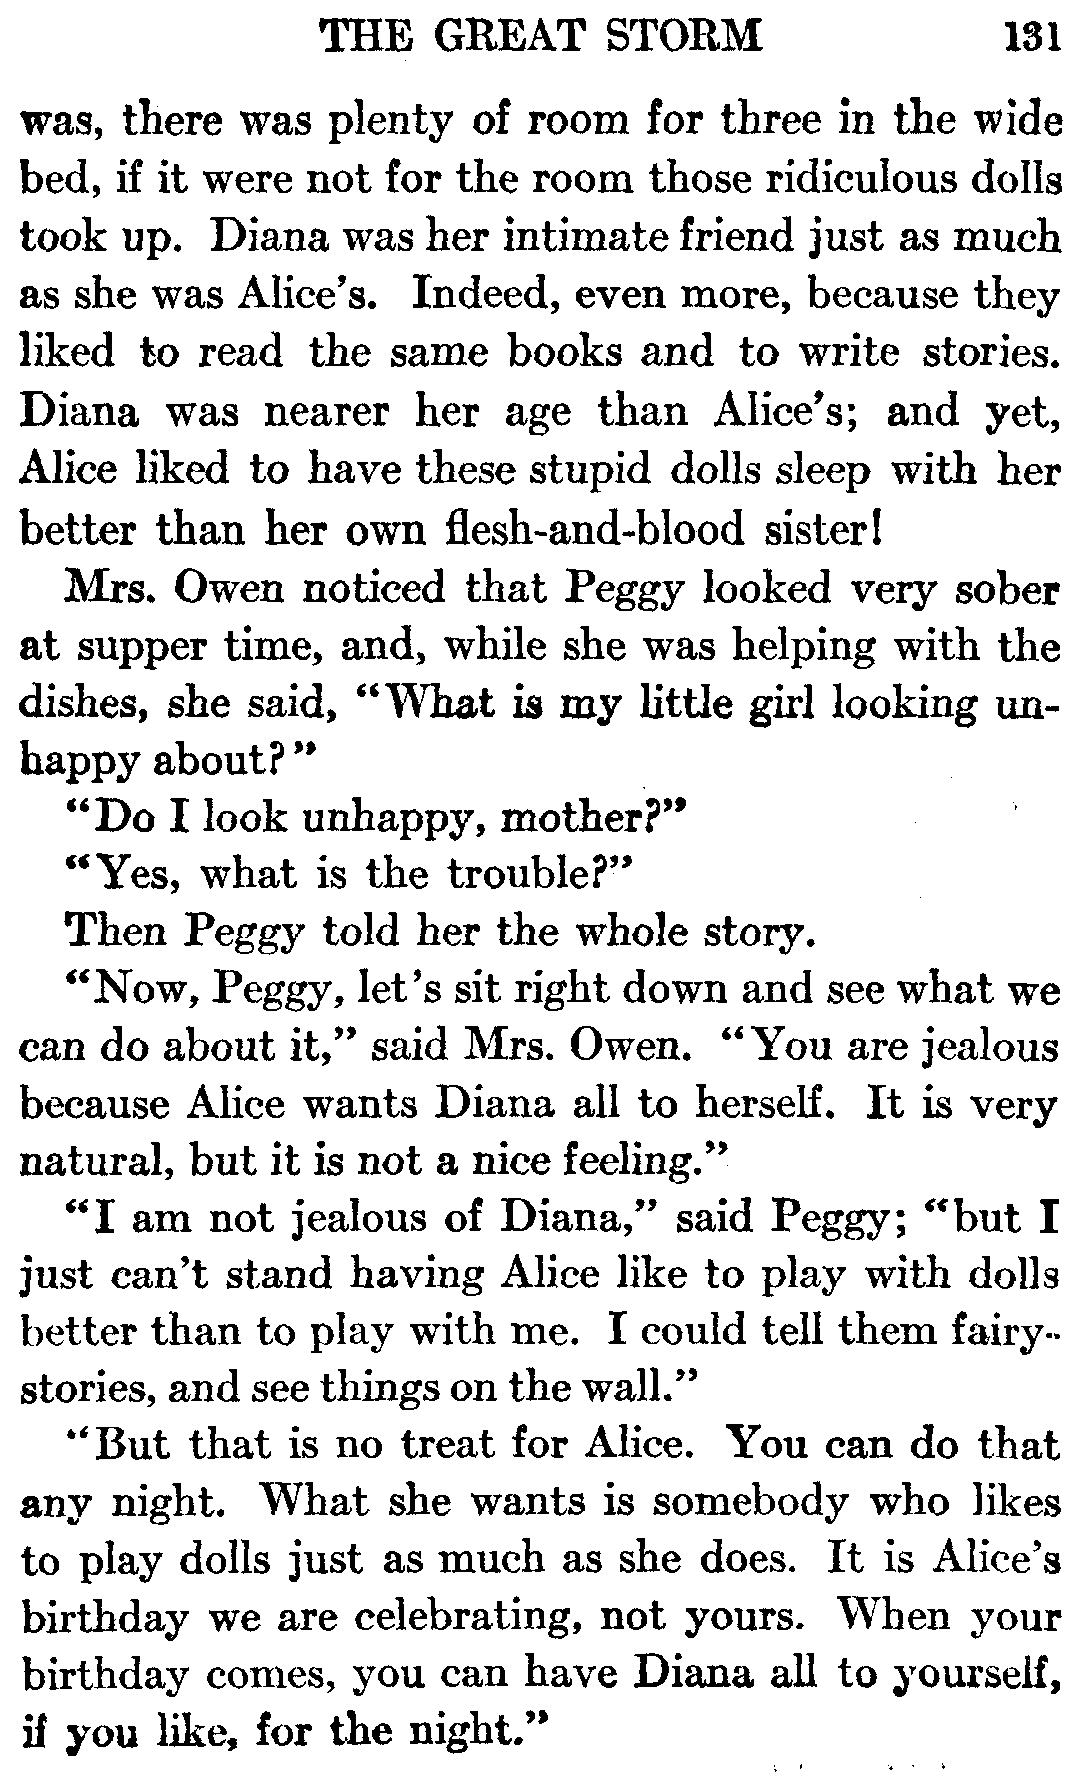 THE GREAT STORM 131
was, there was plenty of room for three in the wide
bed, if it were not for the room those ridiculous dolls
took up. Diana was her intimate friend just as much
as she was Alice's. Indeed, even more, because they
liked to read the same books and to write stories.
Diana was nearer her age than Alice's; and yet,
Alice liked to have these stupid dolls sleep with her
better than her own flesh-and-blood sister!
Mrs. Owen noticed that Peggy looked very sober
at supper time, and, while she was helping with the
dishes, she said, "What is my little girl looking un-
happy about?"
"Do I look unhappy, mother?"
"Yes, what is the trouble?"
Then Peggy told her the whole story.
"Now, Peggy, let's sit right down and see what we
can do about it," said Mrs. Owen. "You are jealous
because Alice wants Diana all to herself. It is very
natural, but it is not a nice feeling."
"I am not jealous of Diana," said Peggy; "but I
just can't stand having Alice like to play with dolls
better than to play with me. I could tell them fairy-
stories, and see things on the wall."
"But that is no treat for Alice. You can do that
any night. What she wants is somebody who likes
to play dolls just as much as she does. It is Alice's
birthday we are celebrating, not yours. When your
birthday comes, you can have Diana all to yourself,
if you like, for the night."